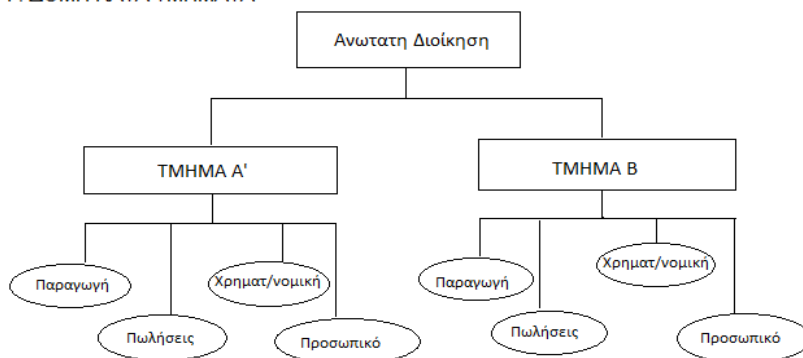 Ανωτατη Διοίκηση
ΤΜΗΜΑ Α'
ΤΜΗΜΑ Β
Παραγωγή
Χρηματ/νομική
Παραγωγή
Χρηματ/νομική
Πωλήσεις
Προσωπικό
Πωλήσεις
Προσωπικό